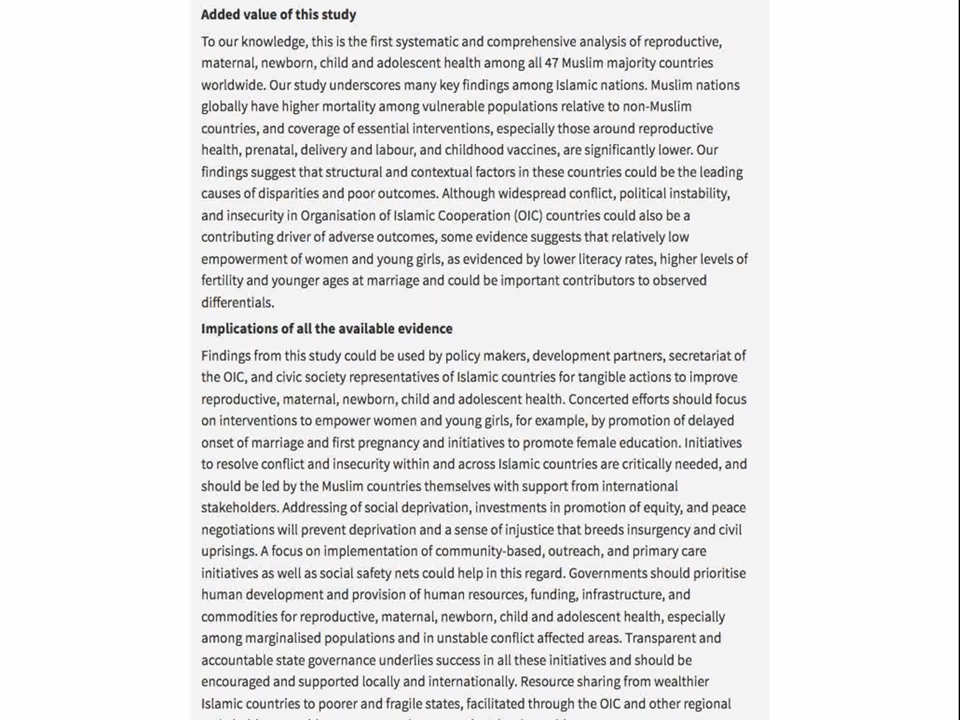 Added value of this study
To our knowledge, this is the first systematic and comprehensive analysis of reproductive,
maternal, newborn, child and adolescent health among all 47 Muslim majority countries
worldwide. Our study underscores many key findings among Islamic nations. Muslim nations
globally have higher mortality among vulnerable populations relative to non-Muslim
countries, and coverage of essential interventions, especially those around reproductive
health, prenatal, delivery and labour, and childhood vaccines, are significantly lower. Our
findings suggest that structural and contextual factors in these countries could be the leading
causes of disparities and poor outcomes. Although widespread conflict, political instability,
and insecurity in Organisation of Islamic Cooperation (OIC) countries could also be a
contributing driver of adverse outcomes, some evidence suggests that relatively low
empowerment of women and young girls, as evidenced by lower literacy rates, higher levels of
fertility and younger ages at marriage and could be important contributors to observed
differentials.
Implications of all the available evidence
Findings from this study could be used by policy makers, development partners, secretariat of
the OIC, and civic society representatives of Islamic countries for tangible actions to improve
reproductive, maternal, newborn, child and adolescent health. Concerted efforts should focus
on interventions to empower women and young girls, for example, by promotion of delayed
onset of marriage and first pregnancy and initiatives to promote female education. Initiatives
to resolve conflict and insecurity within and across Islamic countries are critically needed, and
should be led by the Muslim countries themselves with support from international
stakeholders. Addressing of social deprivation, investments in promotion of equity, and peace
negotiations will prevent deprivation and a sense of injustice that breeds insurgency and civil
uprisings. A focus on implementation of community-based, outreach, and primary care
initiatives as well as social safety nets could help in this regard. Governments should prioritise
human development and provision of human resources, funding, infrastructure, and
commodities for reproductive, maternal, newborn, child and adolescent health, especially
among marginalised populations and in unstable conflict affected areas. Transparent and
accountable state governance underlies success in all these initiatives and should be
encouraged and supported locally and internationally. Resource sharing from wealthier
Islamic countries to poorer and fragile states, facilitated through the OIC and other regional